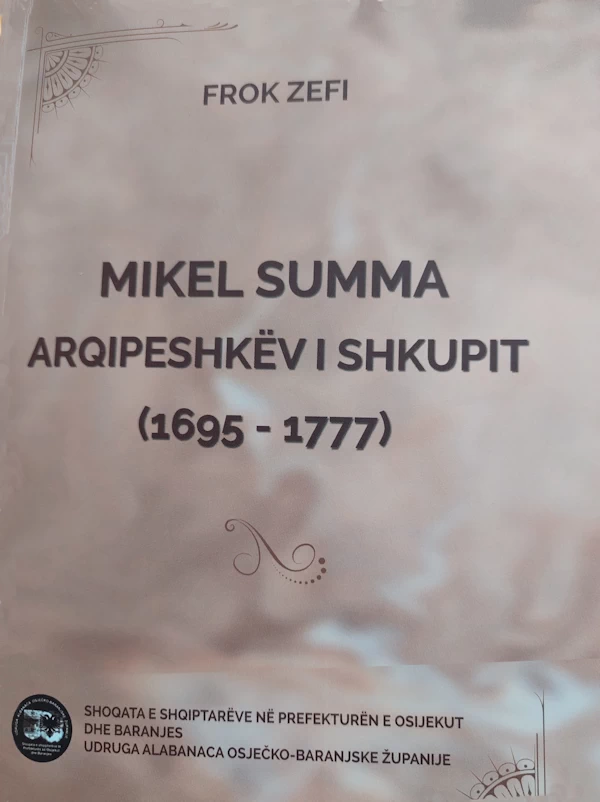 FROK ZEFI
MIKEL SUMMA
ARQIPESHKËV I SHKUPIT
(1695 - 1777)
SHOQATA E SHQIPTARËVE NË PREFEKTURËN E OSIJEKUT
DHE BARANJES
UDRUGA ALABANACA OSJEČKO-BARANJSKE ŽUPANIJE